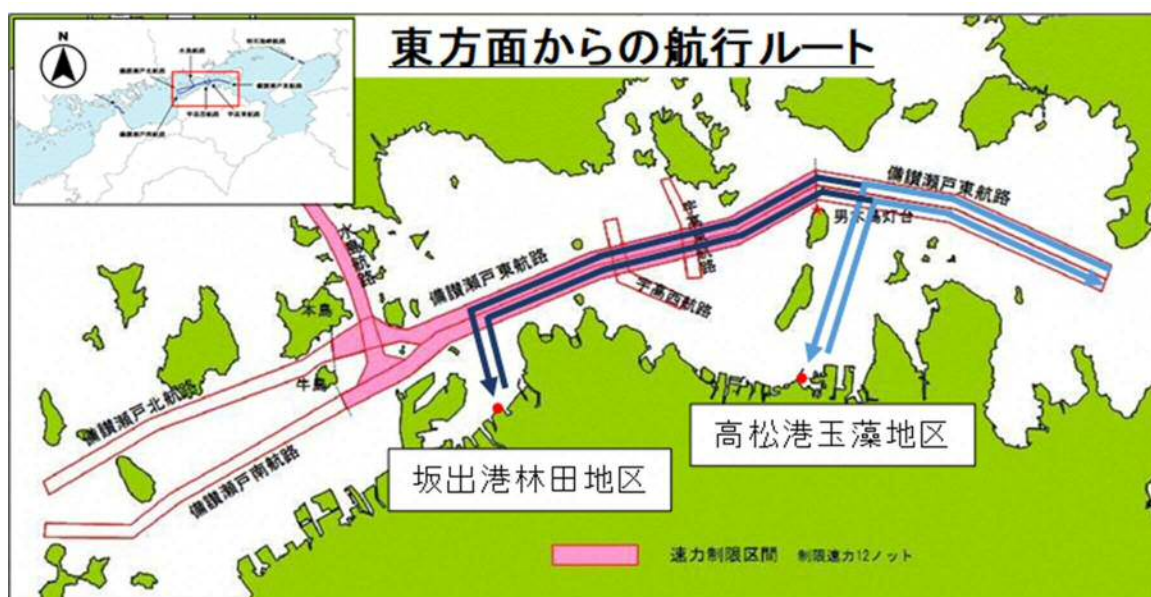 東方面からの航行ルート
N
水島航路
備讃瀬戸東航路
男木島灯台
水島航路
備讃瀬戸東航路
宇高西航路
本島
牛島
備讃瀬戸北航路
備讃瀬戸南航路
高松港玉藻地区
坂出港林田地区
速力制限区間 制限速力12ノット